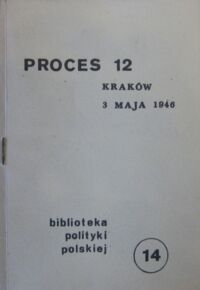 PROCES 12
KRAKÓW
3 MAJA 1946
biblioteka
polityki
polskiej
14